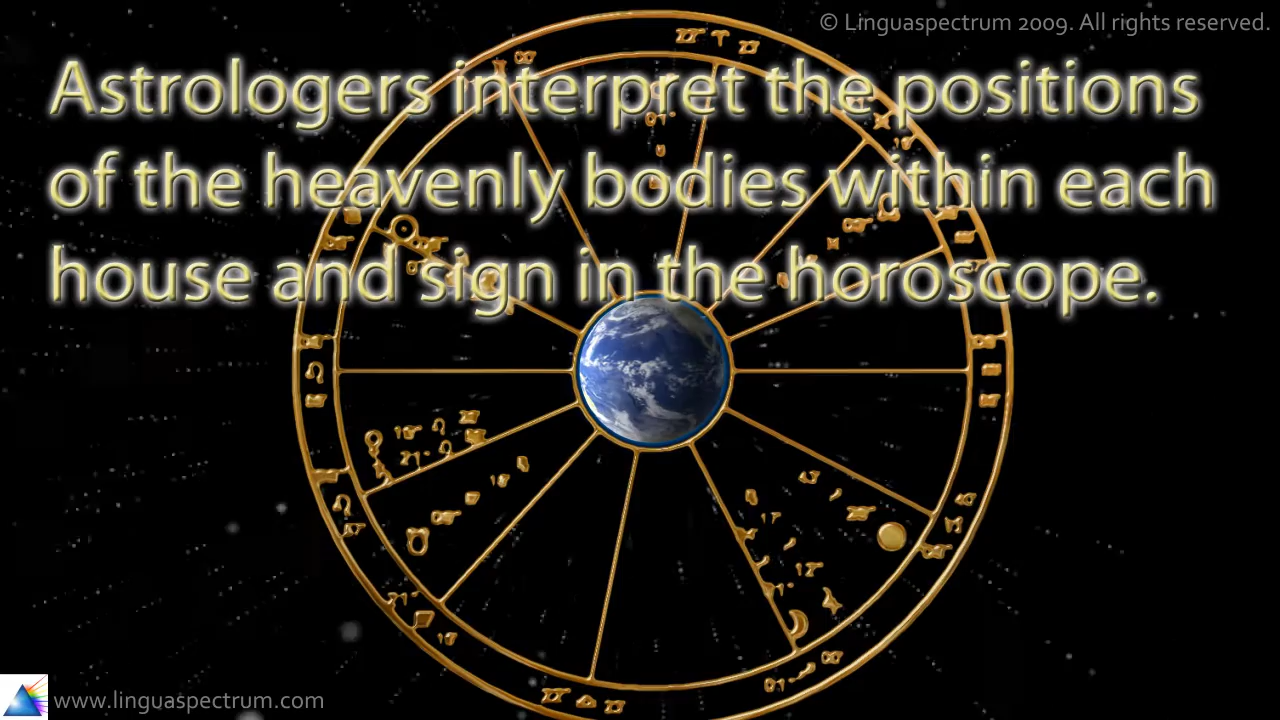 © Linguaspectrum 2009. All rights reserved.
Astrologers interpret the positions
of the heavenly bodies within each
house and sign in the horoscope.
www.linguaspectrum.com